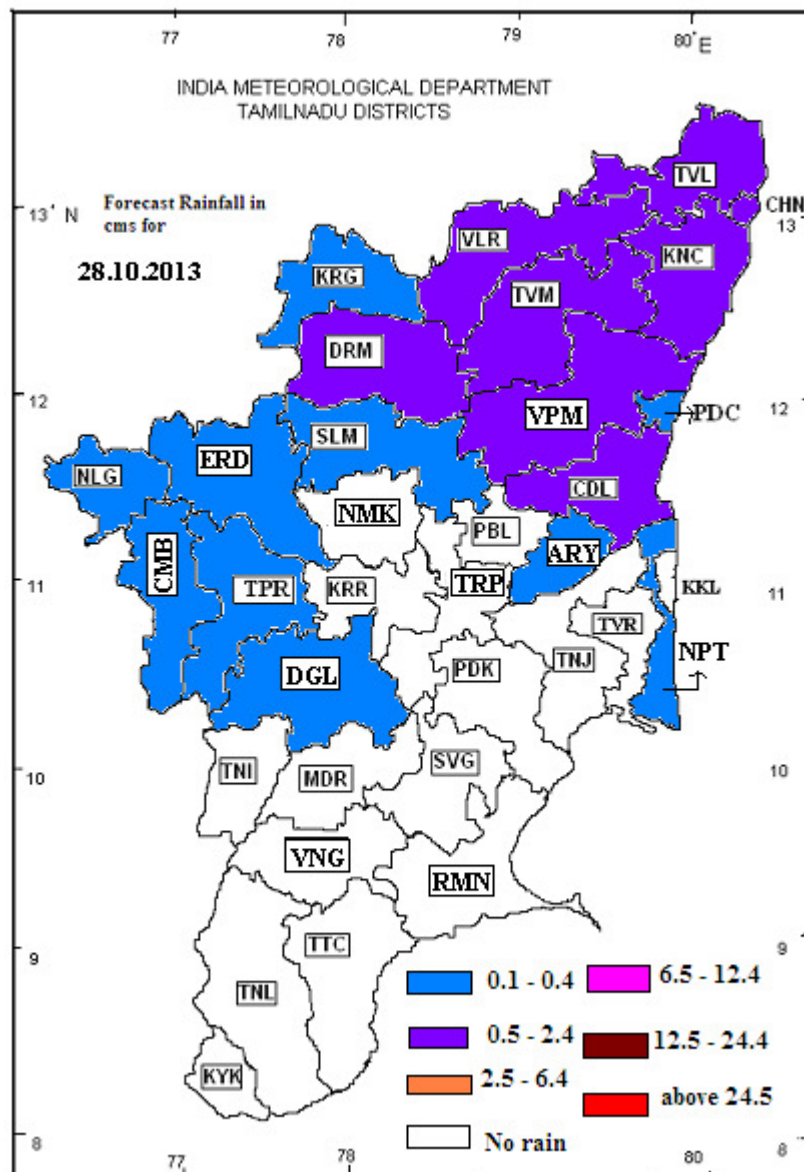 77 78 79 80° E
INDIA METEOROLOGICAL DEPARTMENT
TAMILNADU DISTRICTS
TVL
13° N
Forecast Rainfall in
cms for
CHN
13
VLR
KNC
28.10.2013
KRG
TVM
DRM
12
12
VPM
PDC
SLM
ERD
NLG
CDL
NMK
PBL
CMB
ARY
11
TPR
KRR
TRP
KKL
11
TVR
NPT
DGL
PDK
TNJ
10
TNI
MDR
SVG
10
VNG
RMN
9
TTC
9
0.1 - 0.4
6.5 - 12.4
TNL
0.5 - 2.4
12.5 - 24.4
KYK
2.5 - 6.4
above 24.5
8
No rain
8
77 78 80